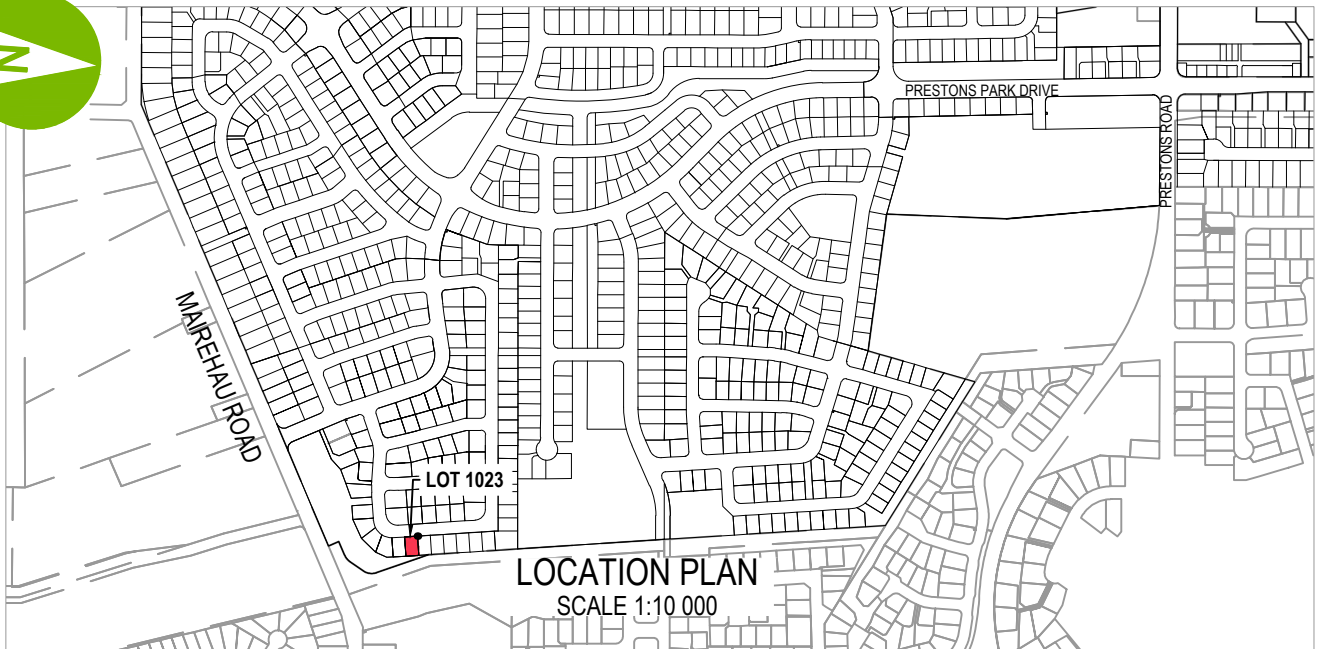 N
PRESTONS PARK DRIVE
PRESTONS ROAD
MAIREHAU ROAD
LOT 1023
LOCATION PLAN
SCALE 1:10 000